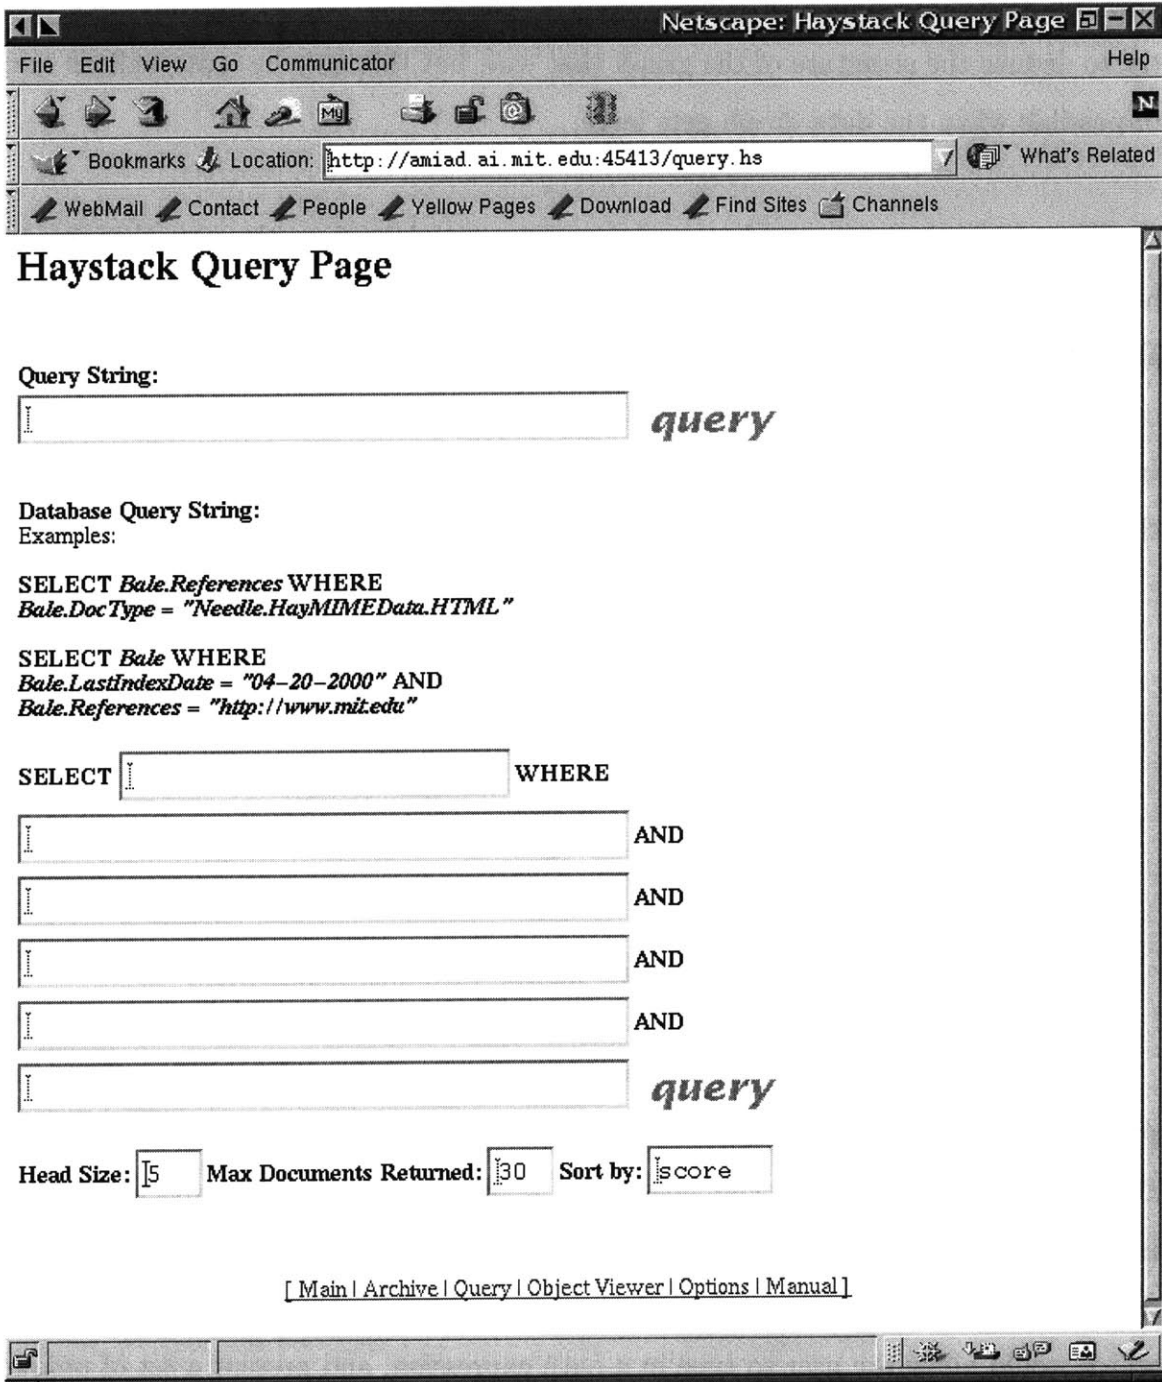 Netscape: Haystack Query Page
File Edit View Go Communicator Help
My
N
Bookmarks Location: http://amiad.ai.mit.edu:45413/query.hs What's Related
WebMail Contact People Yellow Pages Download Find Sites Channels
Haystack Query Page
Query String:
query
Database Query String:
Examples:
SELECT Bale.References WHERE
Bale.DocType = "Needle.HayMIMEData.HTML"
SELECT Bale WHERE
Bale.LastIndexDate = "04-20-2000" AND
Bale.References = "http://www.mit.edu"
SELECT WHERE
AND
AND
AND
AND
query
Head Size: 5 Max Documents Returned: 30 Sort by: score
[ Main | Archive | Query | Object Viewer | Options | Manual ]